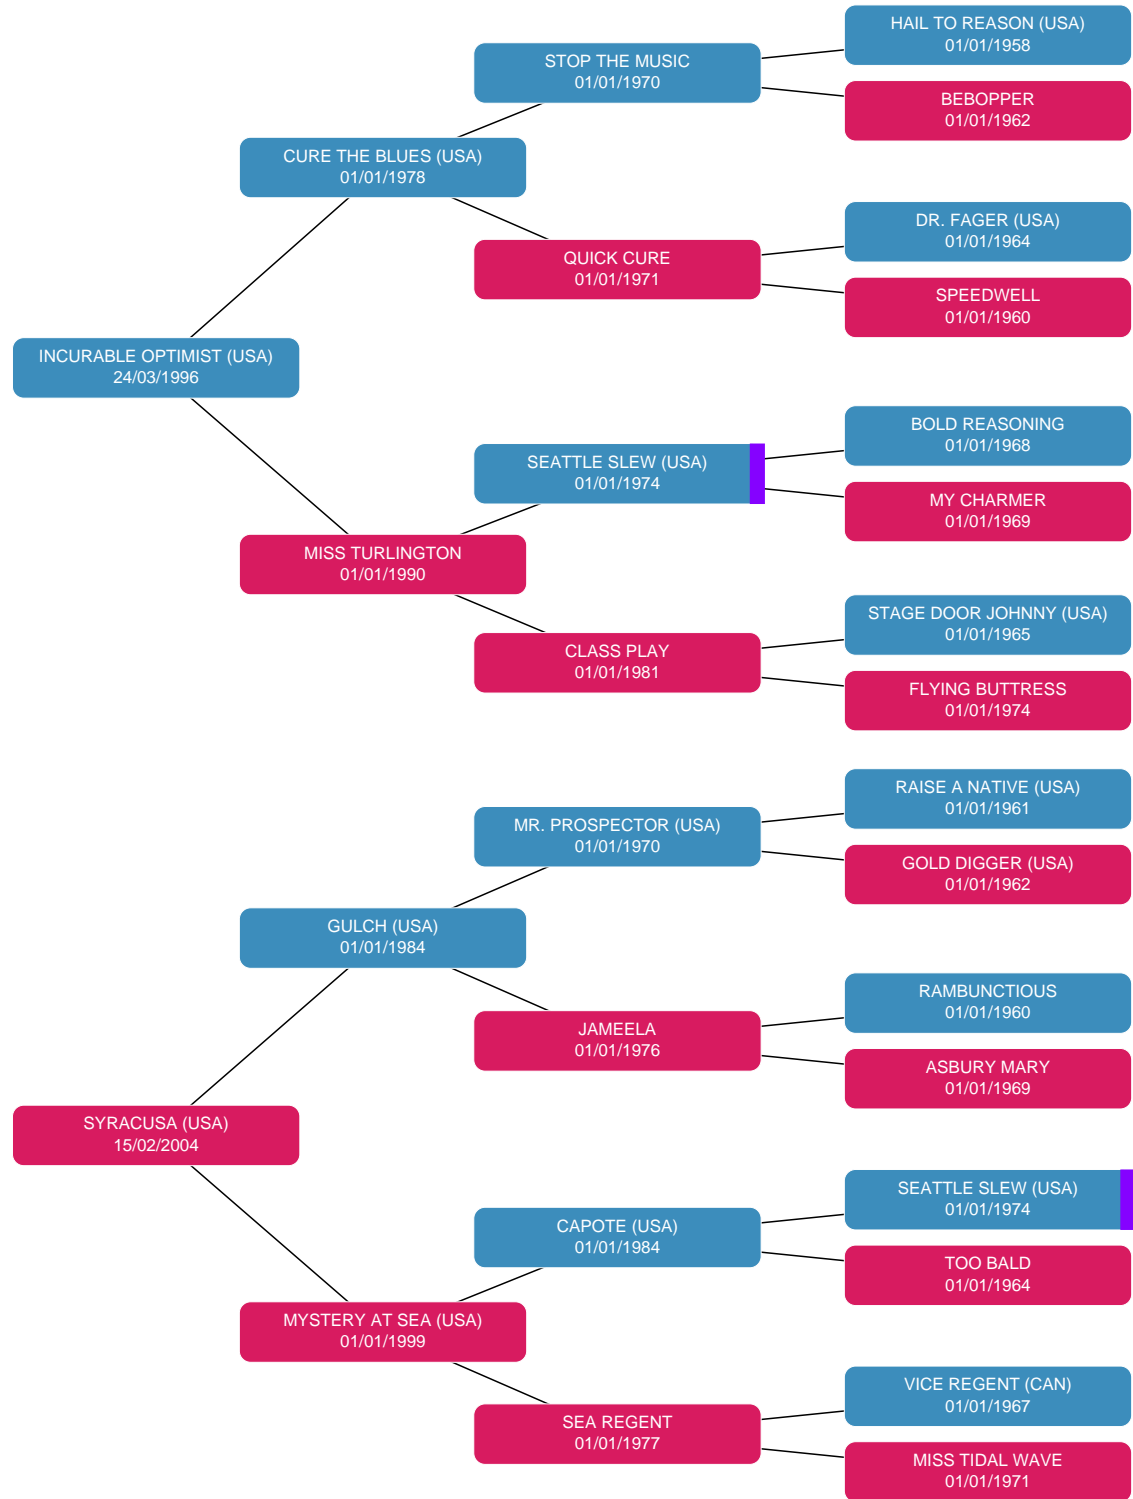 HAIL TO REASON (USA)
01/01/1958
STOP THE MUSIC
01/01/1970
BEBOPPER
01/01/1962
CURE THE BLUES (USA)
01/01/1978
DR. FAGER (USA)
01/01/1964
QUICK CURE
01/01/1971
SPEEDWELL
01/01/1960
INCURABLE OPTIMIST (USA)
24/03/1996
BOLD REASONING
01/01/1968
SEATTLE SLEW (USA)
01/01/1974
MY CHARMER
01/01/1969
MISS TURLINGTON
01/01/1990
STAGE DOOR JOHNNY (USA)
01/01/1965
CLASS PLAY
01/01/1981
FLYING BUTTRESS
01/01/1974
RAISE A NATIVE (USA)
01/01/1961
MR. PROSPECTOR (USA)
01/01/1970
GOLD DIGGER (USA)
01/01/1962
GULCH (USA)
01/01/1984
RAMBUNCTIOUS
01/01/1960
JAMEELA
01/01/1976
ASBURY MARY
01/01/1969
SYRACUSA (USA)
15/02/2004
SEATTLE SLEW (USA)
01/01/1974
CAPOTE (USA)
01/01/1984
TOO BALD
01/01/1964
MYSTERY AT SEA (USA)
01/01/1999
VICE REGENT (CAN)
01/01/1967
SEA REGENT
01/01/1977
MISS TIDAL WAVE
01/01/1971